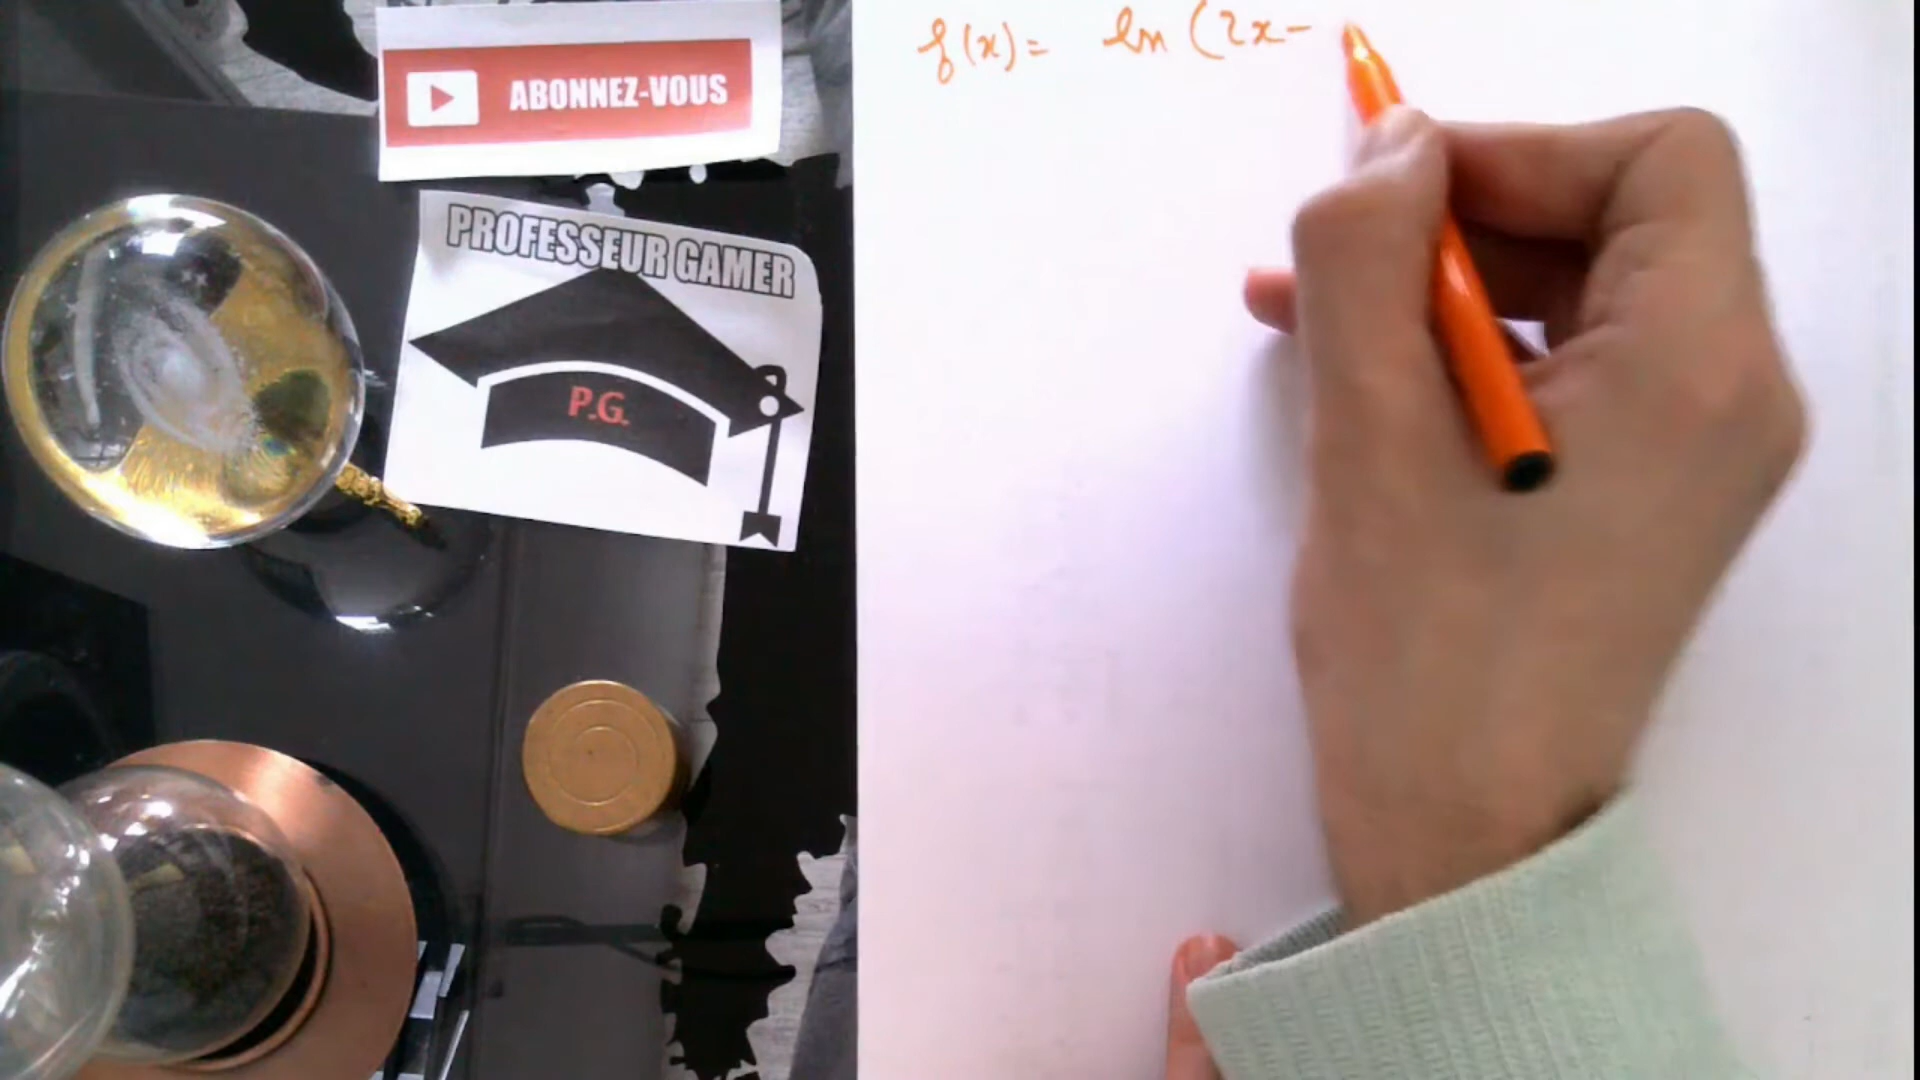 ABONNEZ-VOUS
PROFESSEUR GAMER
P.G.
f(x) = ln (2x-